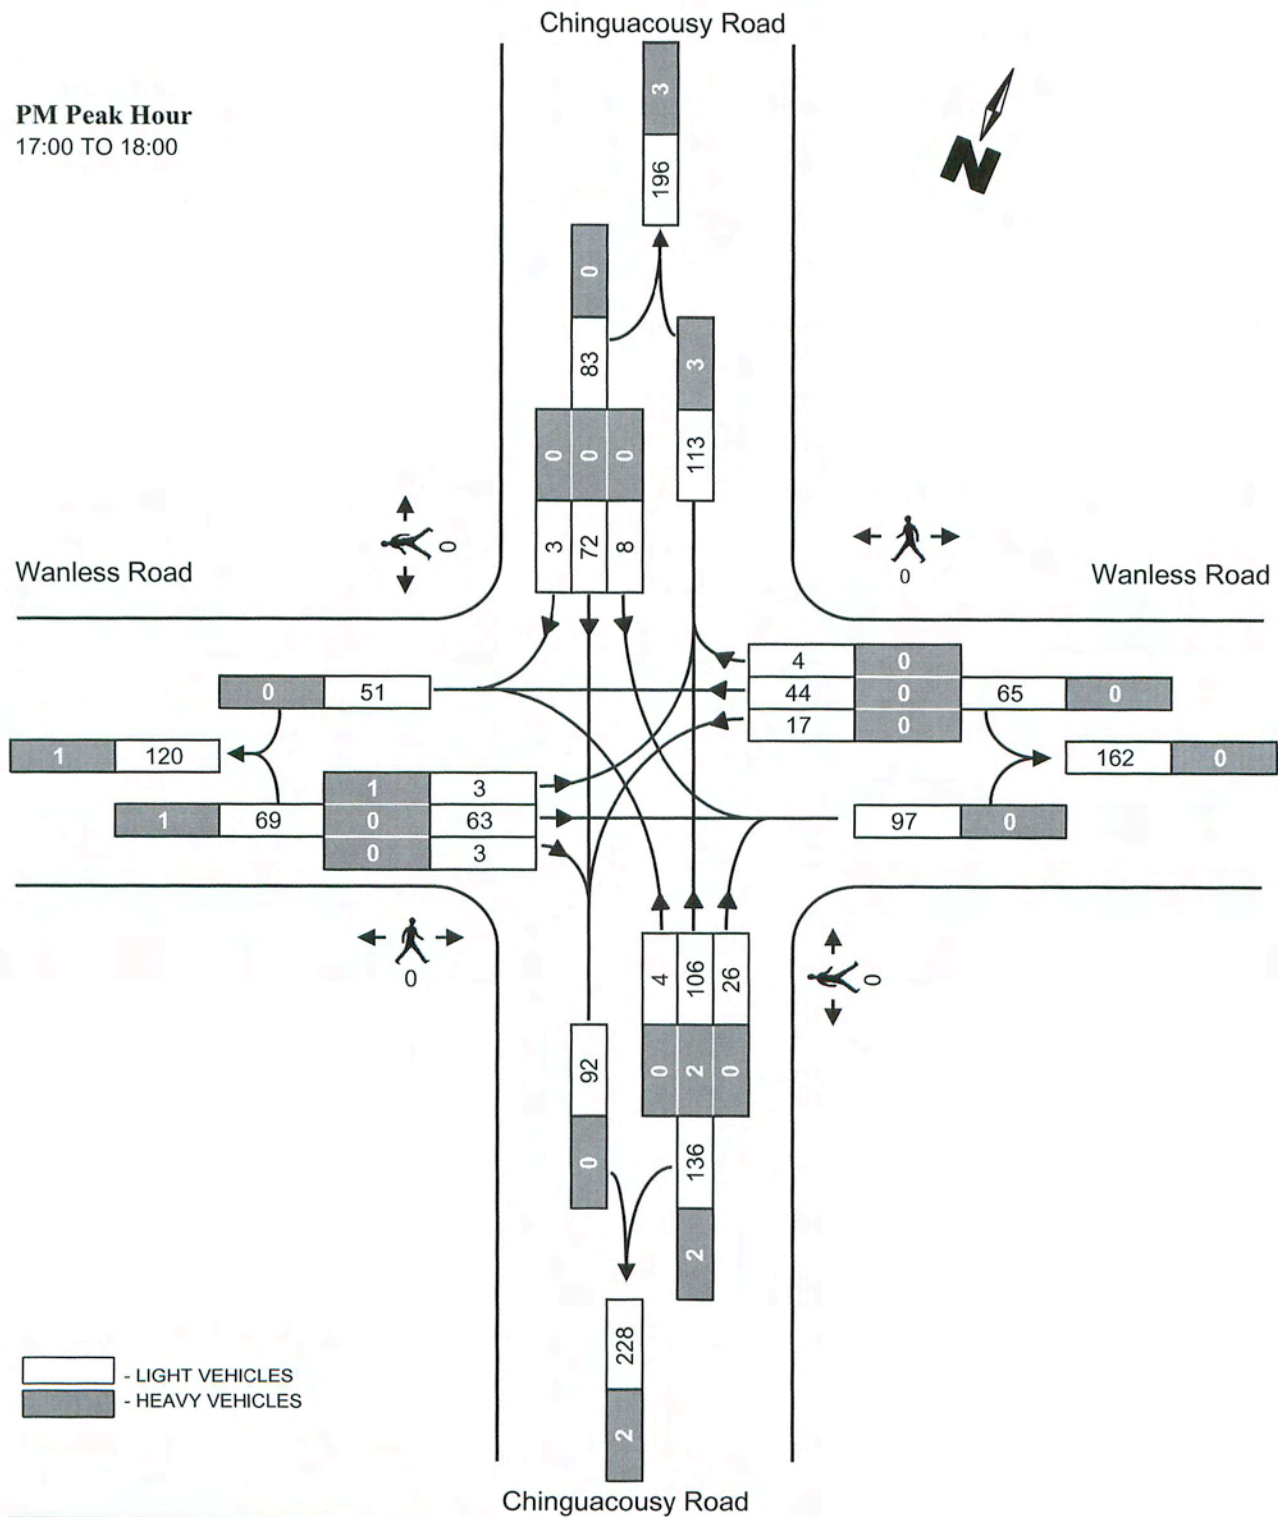 Chinguacousy Road
PM Peak Hour
17:00 TO 18:00
N
3
196
0
83
3
113
0 0 0
3 72 8
0
0
Wanless Road
Wanless Road
4 0
0 51
44 0 65 0
17 0
1 120
162 0
1 3
1 69 0 63
97 0
0 3
0
0
4 106 26
0 2 0
92
0
136
2
228
2
- LIGHT VEHICLES
- HEAVY VEHICLES
Chinguacousy Road